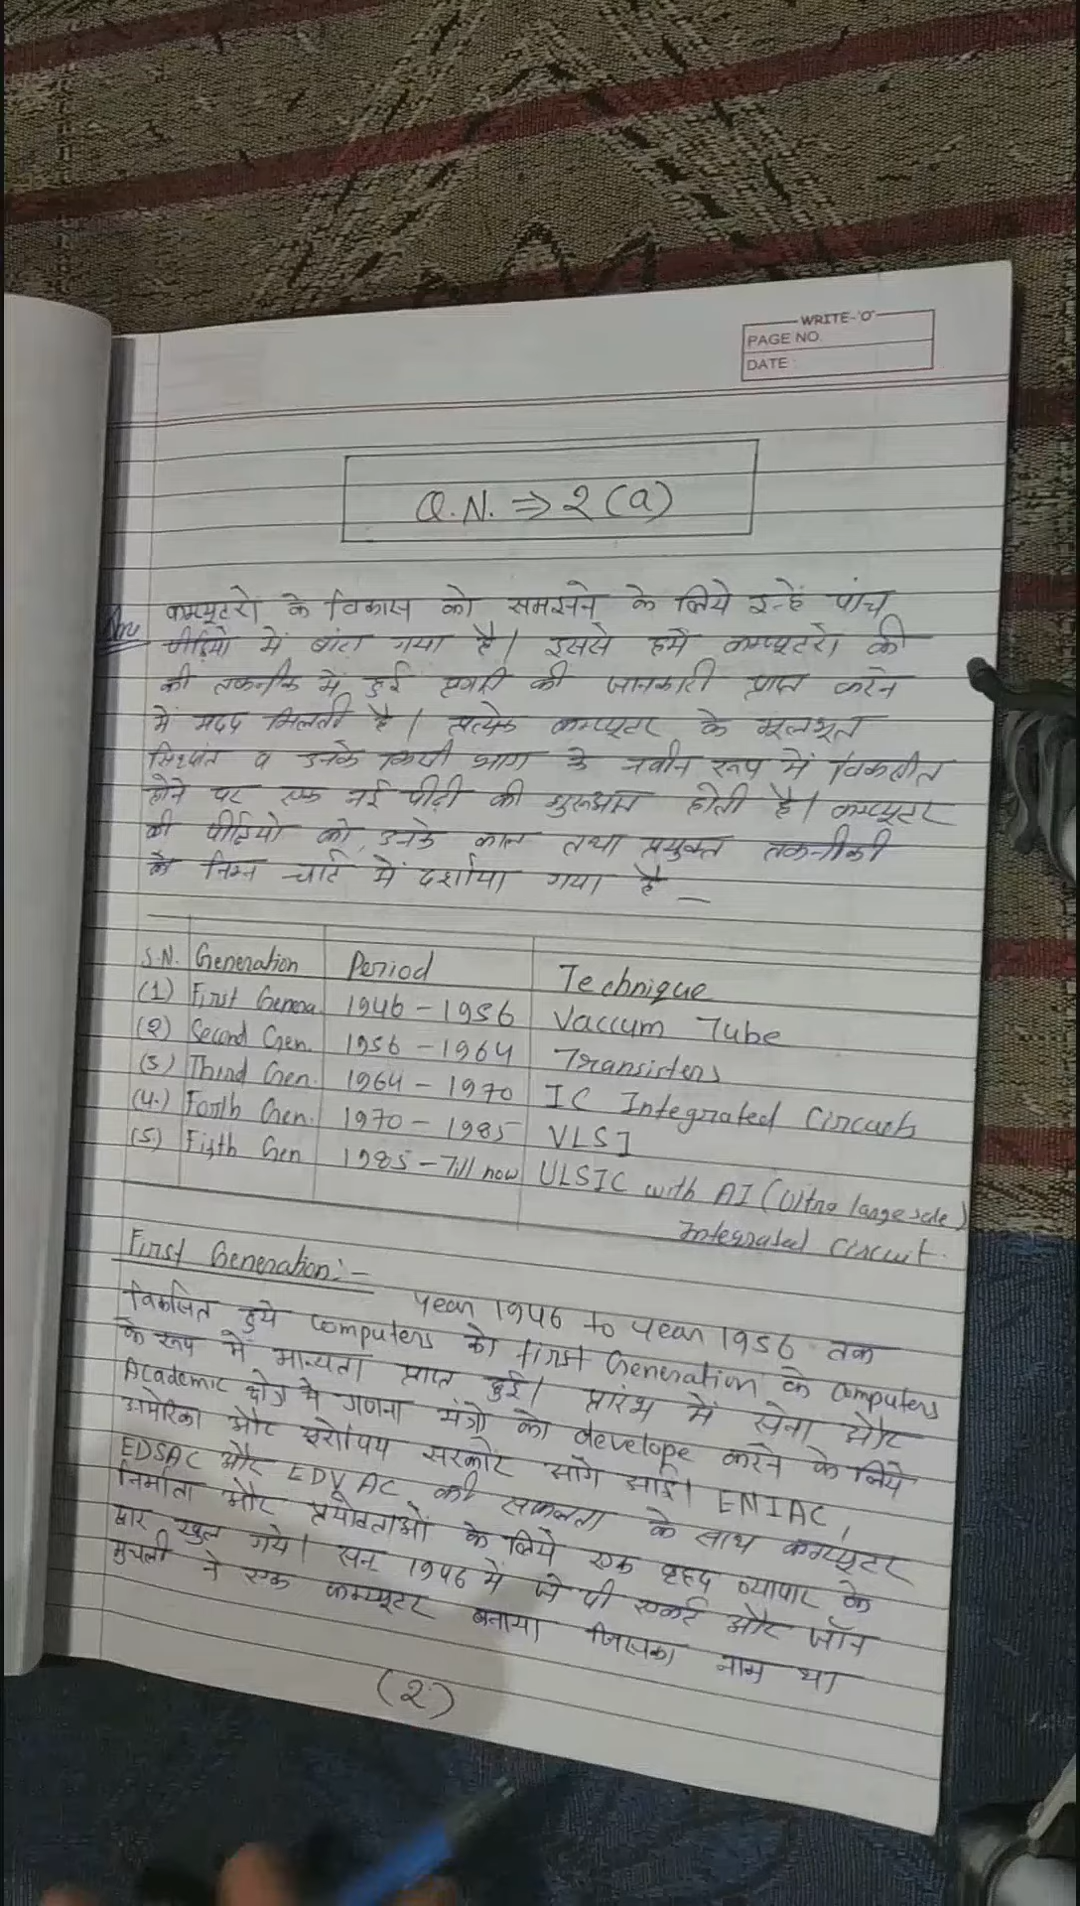 WRITE-'O'
PAGE NO.
DATE :
Q.N. ⇒ 2 (a)
Ans कम्प्यूटरो के विकास को समझने के लिये इन्हें पांच
पीढ़ियो में बांटा गया है। इससे हमें कम्प्यूटरो की
की तकनीक में हुई प्रगति की जानकारी प्राप्त करने
में मदद मिलती है। प्रत्येक कम्प्यूटर के मूलभूत
सिध्दांत व उनके किसी भाग के नवीन रूप में विकसीत
होने पर एक नई पीढ़ी की शुरूआत होती है। कम्प्यूटर
की पीढ़ियो को, उनके काल तथा प्रयुक्त तकनीकी
के निम्न चार्ट में दर्शाया गया है –
S.N. Generation Period Technique
(1) First Genera. 1946 – 1956 Vaccum Tube
(2) Second Gen. 1956 – 1964 Transisters
(3) Third Gen. 1964 – 1970 IC Integrated Circuits
(4.) Forth Gen. 1970 – 1985 VLSI
(5) Fifth Gen 1985 – Till now ULSIC with AI (Ultra large scale)
Integrated Circuit.
First Generation:– Year 1946 to year 1956 तक
विकसित हुये Computers को first Generation के Computers
के रूप में मान्यता प्राप्त हुई। प्रारंभ में सेना और
Academic क्षेत्र मे गणना यंत्रो को develope करने के लिये
अमेरिका और यूरोपिय सरकारे आगे आई। ENIAC,
EDSAC और EDVAC की सफलता के साथ कम्प्यूटर
निर्माता और प्रयोक्ताओं के लिये एक वृहद व्यापार के
द्वार खुल गये। सन् 1946 में जे पी एकर्ट और जॉन
मुचली ने एक कम्प्यूटर बनाया जिसका नाम था
(2)